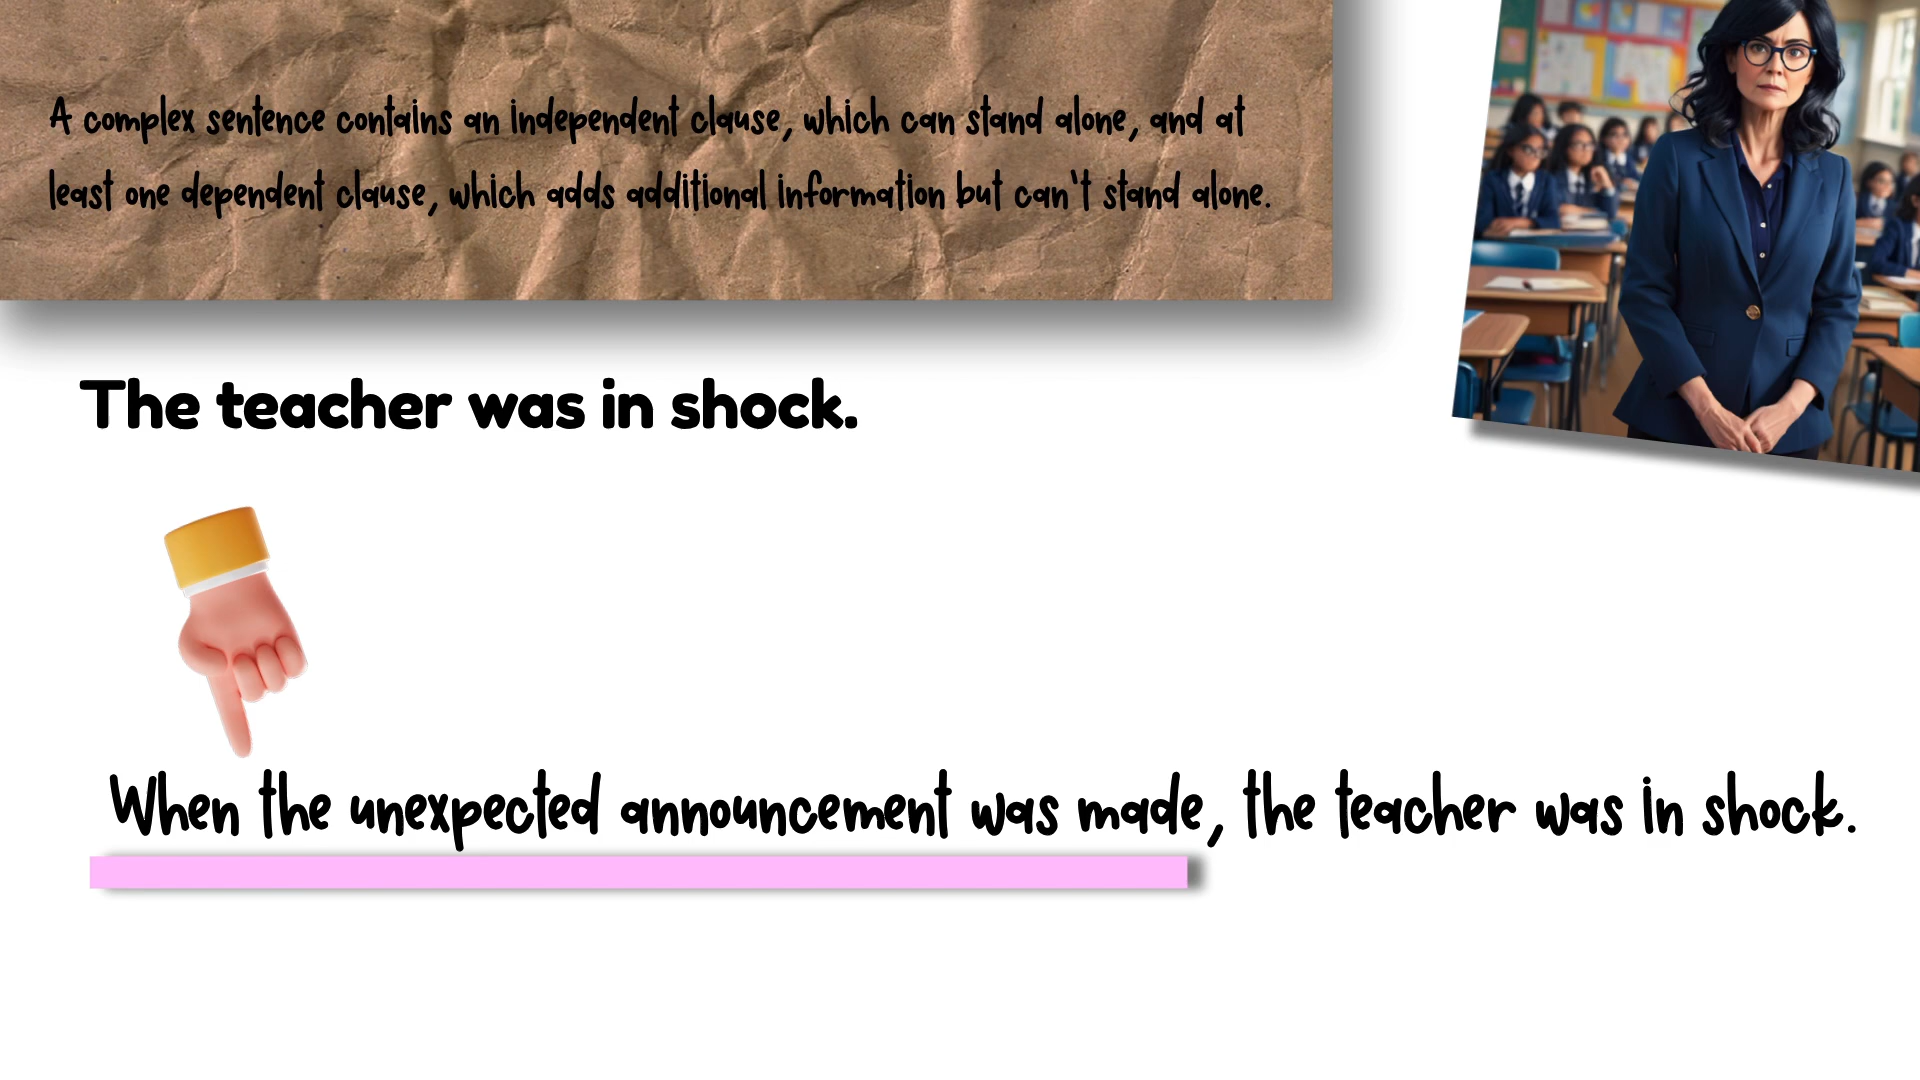 A complex sentence contains an independent clause, which can stand alone, and at
least one dependent clause, which adds additional information but can't stand alone.
The teacher was in shock.
When the unexpected announcement was made, the teacher was in shock.